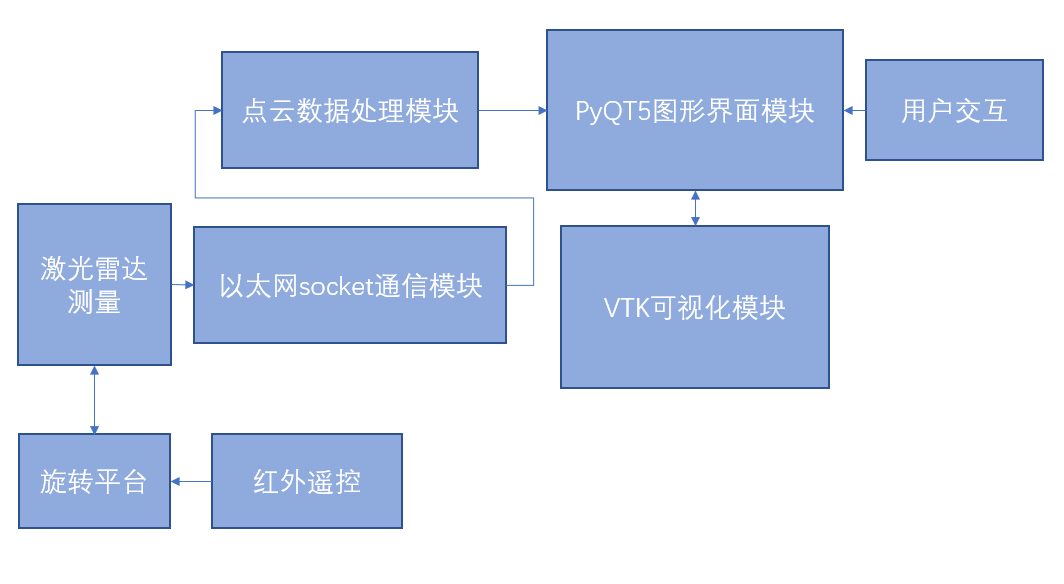 点云数据处理模块
PyQT5图形界面模块
用户交互
激光雷达
测量
以太网socket通信模块
VTK可视化模块
旋转平台
红外遥控